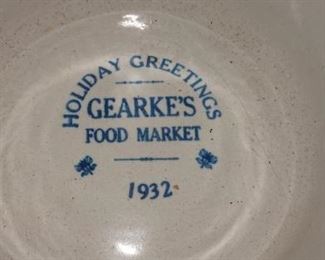 HOLIDAY GREETINGS
GEARKE'S
FOOD MARKET
1932